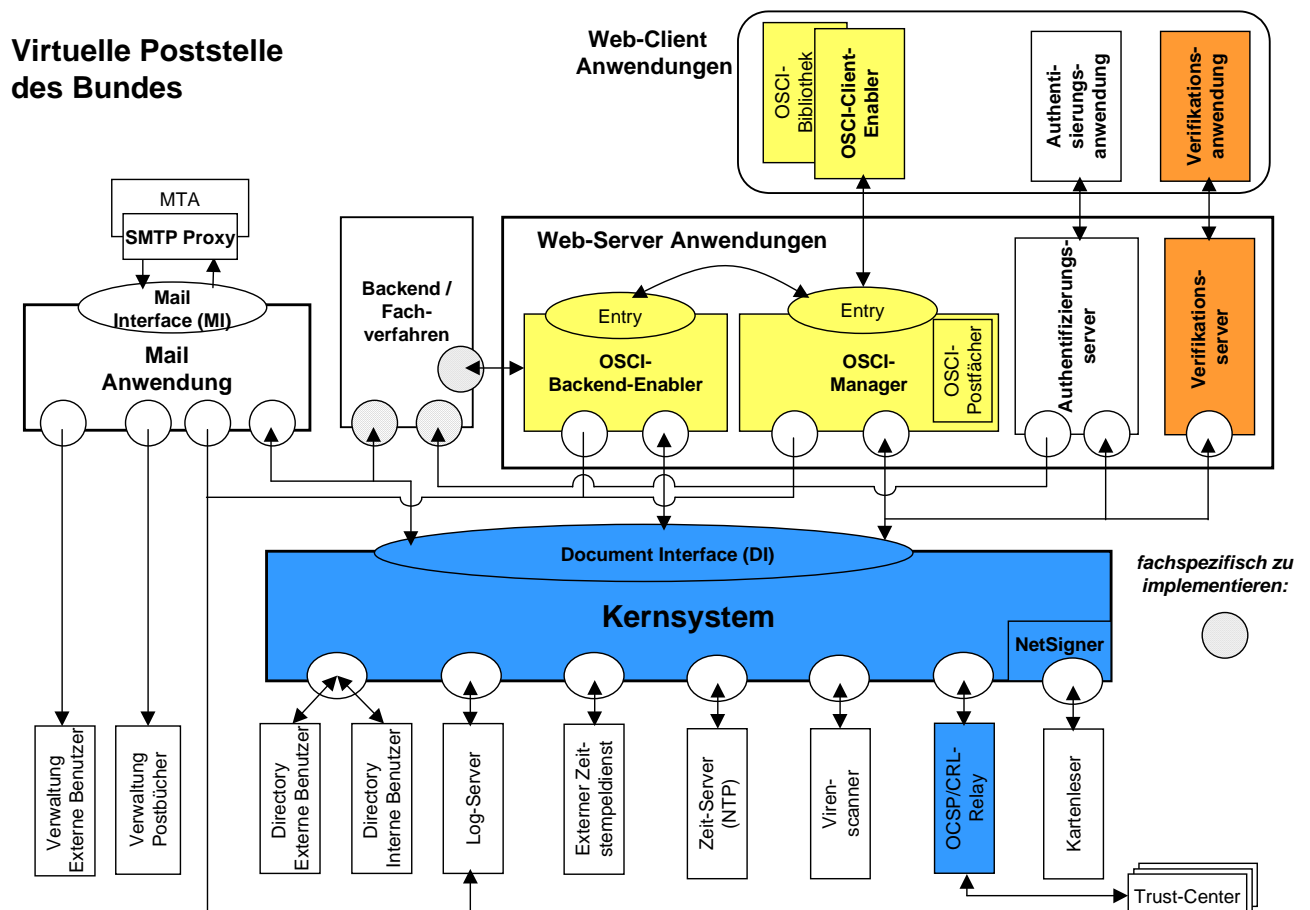 Virtuelle Poststelle
des Bundes
Web-Client
Anwendungen
OSCI-
Bibliothek
OSCI-Client-
Enabler
Authenti-
sierungs-
anwendung
Verifikations-
anwendung
MTA
SMTP Proxy
Mail
Interface (MI)
Mail
Anwendung
Backend /
Fach-
verfahren
Web-Server Anwendungen
Entry
OSCI-
Backend-Enabler
Entry
OSCI-
Manager
OSCI-
Postfächer
Authentifizierungs-
server
Verifikations-
server
Document Interface (DI)
Kernsystem
NetSigner
fachspezifisch zu
implementieren:
Verwaltung
Externe Benutzer
Verwaltung
Postbücher
Directory
Externe Benutzer
Directory
Interne Benutzer
Log-Server
Externer Zeit-
stempeldienst
Zeit-Server
(NTP)
Viren-
scanner
OCSP/CRL-
Relay
Kartenleser
Trust-Center